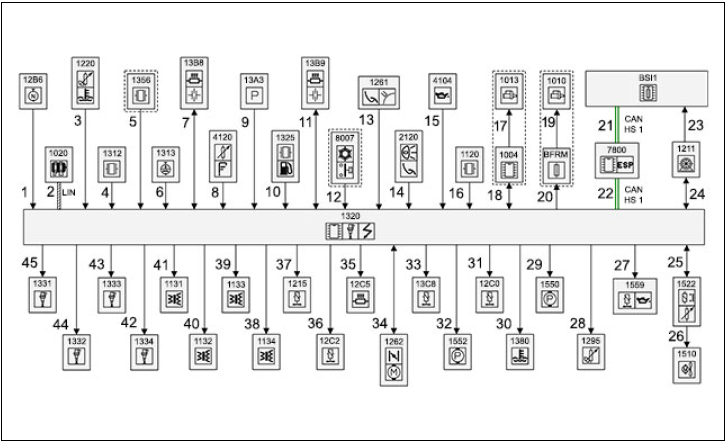 1220 13B8 13B9 BSI1
12B6 1356 13A3 1261 4104 1013 1010
3 5 7 9 11 13 15 17 19 21 CAN HS 1 23
1020 1312 1313 4120 1325 8007 2120 1120 1004 BFRM 7800 ESP 1211
1 2 LIN 4 6 8 10 12 14 16 18 20 22 CAN HS 1 24
1320
45 43 41 39 37 35 33 31 29 27 25
1331 1333 1131 1133 1215 12C5 13C8 12C0 1550 1559 1522
44 42 40 38 36 34 32 30 28 26
1332 1334 1132 1134 12C2 1262 1552 1380 1295 1510